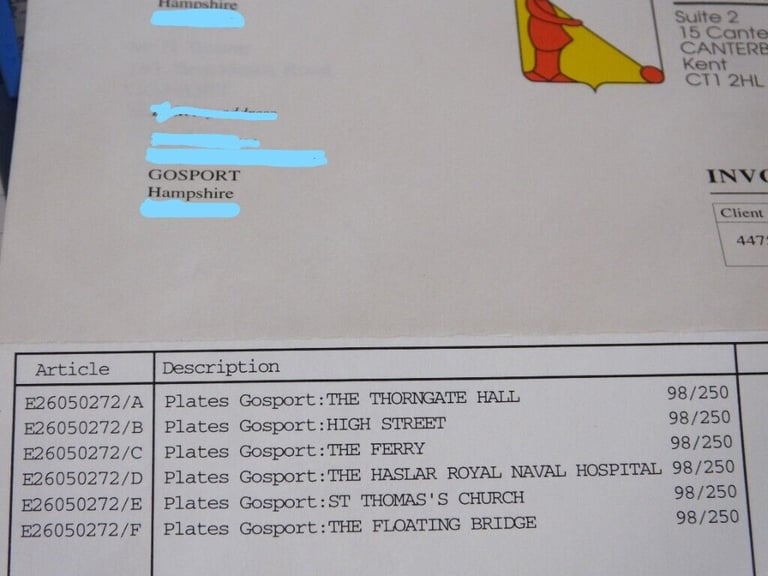 Hampshire
Suite 2
15 Cante
CANTERB
Kent
CT1 2HL
GOSPORT
Hampshire
INVO
Client
447
Article Description
E26050272/A Plates Gosport:THE THORNGATE HALL 98/250
E26050272/B Plates Gosport:HIGH STREET 98/250
E26050272/C Plates Gosport:THE FERRY 98/250
E26050272/D Plates Gosport:THE HASLAR ROYAL NAVAL HOSPITAL 98/250
E26050272/E Plates Gosport:ST THOMAS'S CHURCH 98/250
E26050272/F Plates Gosport:THE FLOATING BRIDGE 98/250